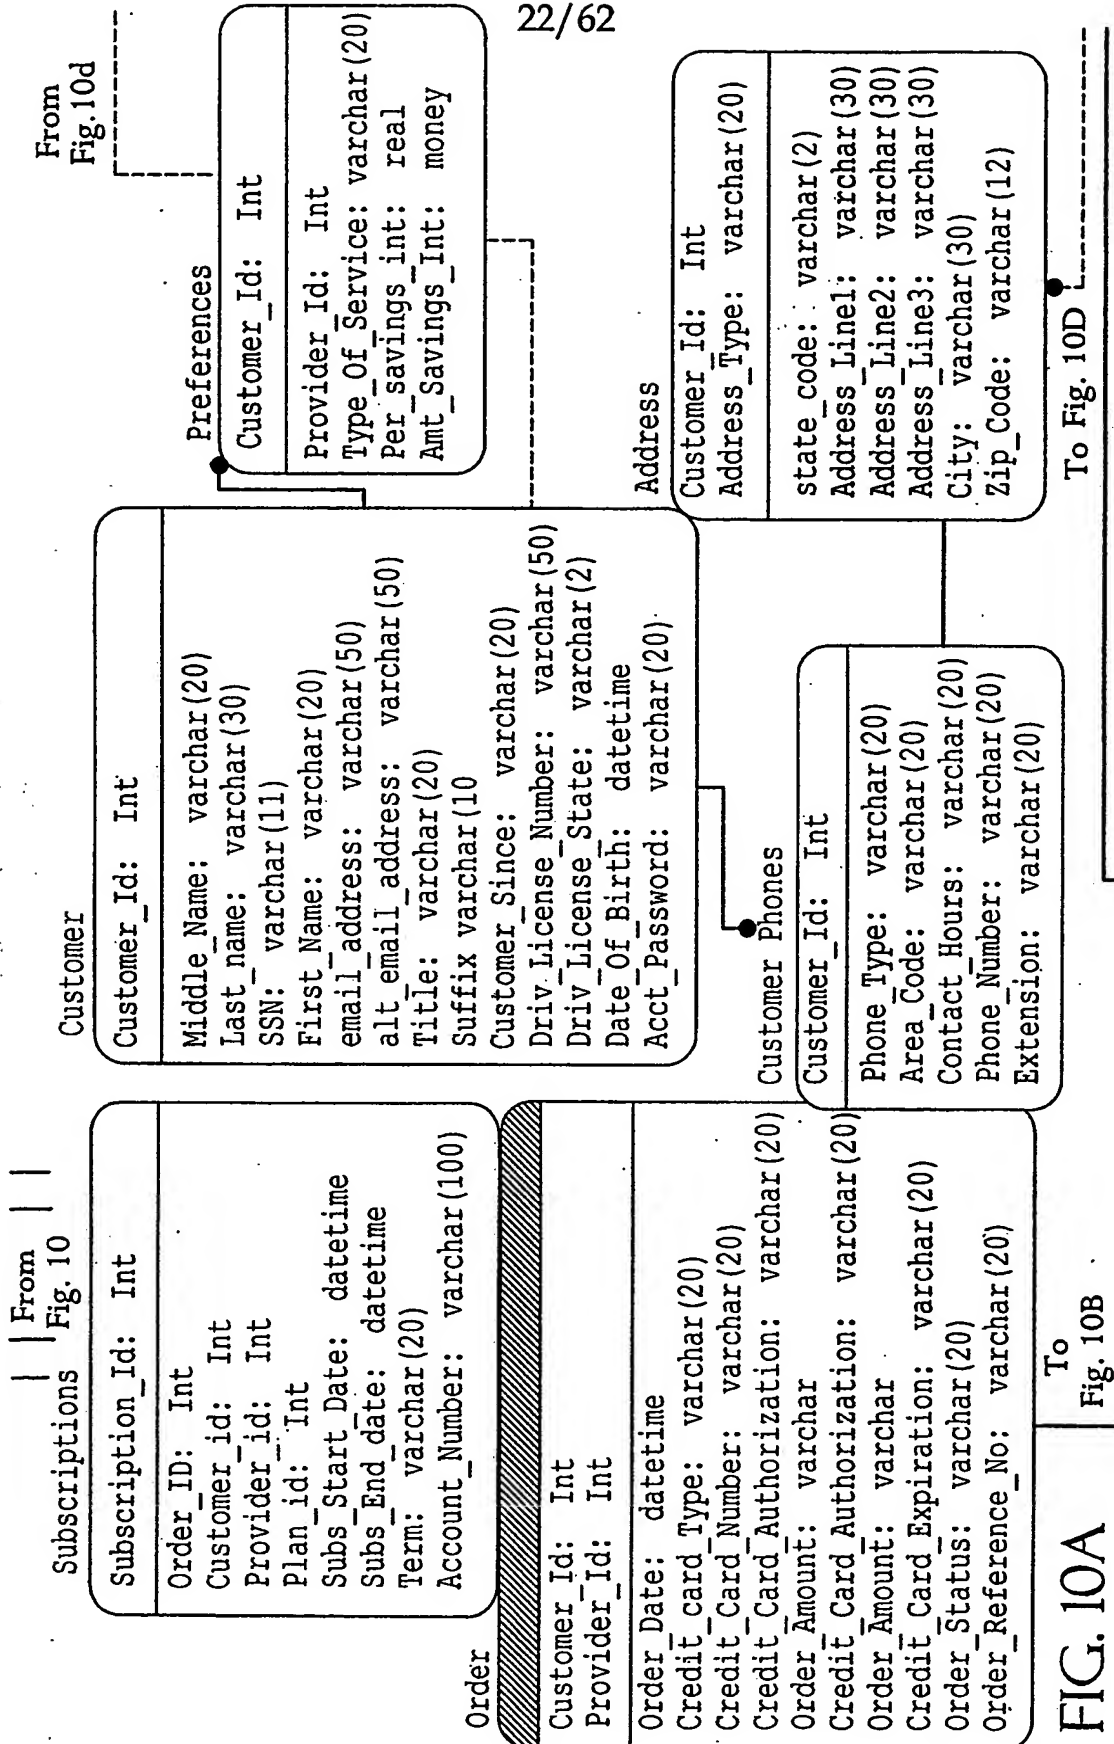 22/62
From
Fig. 10
Subscriptions
Subscription_Id: Int
Order_ID: Int
Customer_id: Int
Provider_id: Int
Plan_id: Int
Subs_Start_Date: datetime
Subs_End_date: datetime
Term: varchar(20)
Account_Number: varchar(100)
Customer
Customer_Id: Int
Middle_Name: varchar(20)
Last_name: varchar(30)
SSN: varchar(11)
First_Name: varchar(20)
email_address: varchar(50)
alt_email_address: varchar(50)
Title: varchar(20)
Suffix varchar(10
Customer_Since: varchar(20)
Driv_License_Number: varchar(50)
Driv_License_State: varchar(2)
Date_Of_Birth: datetime
Acct_Password: varchar(20)
From
Fig.10d
Preferences
Customer_Id: Int
Provider_Id: Int
Type_Of_Service: varchar(20)
Per_savings_int: real
Amt_Savings_Int: money
Order
Customer_Id: Int
Provider_Id: Int
Order_Date: datetime
Credit_card_Type: varchar(20)
Credit_Card_Number: varchar(20)
Credit_Card_Authorization: varchar(20)
Order_Amount: varchar
Credit_Card_Authorization: varchar(20)
Order_Amount: varchar
Credit_Card_Expiration: varchar(20)
Order_Status: varchar(20)
Order_Reference_No: varchar(20)
Customer_Phones
Customer_Id: Int
Phone_Type: varchar(20)
Area_Code: varchar(20)
Contact_Hours: varchar(20)
Phone_Number: varchar(20)
Extension: varchar(20)
Address
Customer_Id: Int
Address_Type: varchar(20)
state_code: varchar(2)
Address_Line1: varchar(30)
Address_Line2: varchar(30)
Address_Line3: varchar(30)
City: varchar(30)
Zip_Code: varchar(12)
To Fig. 10D
To
Fig. 10B
FIG. 10A